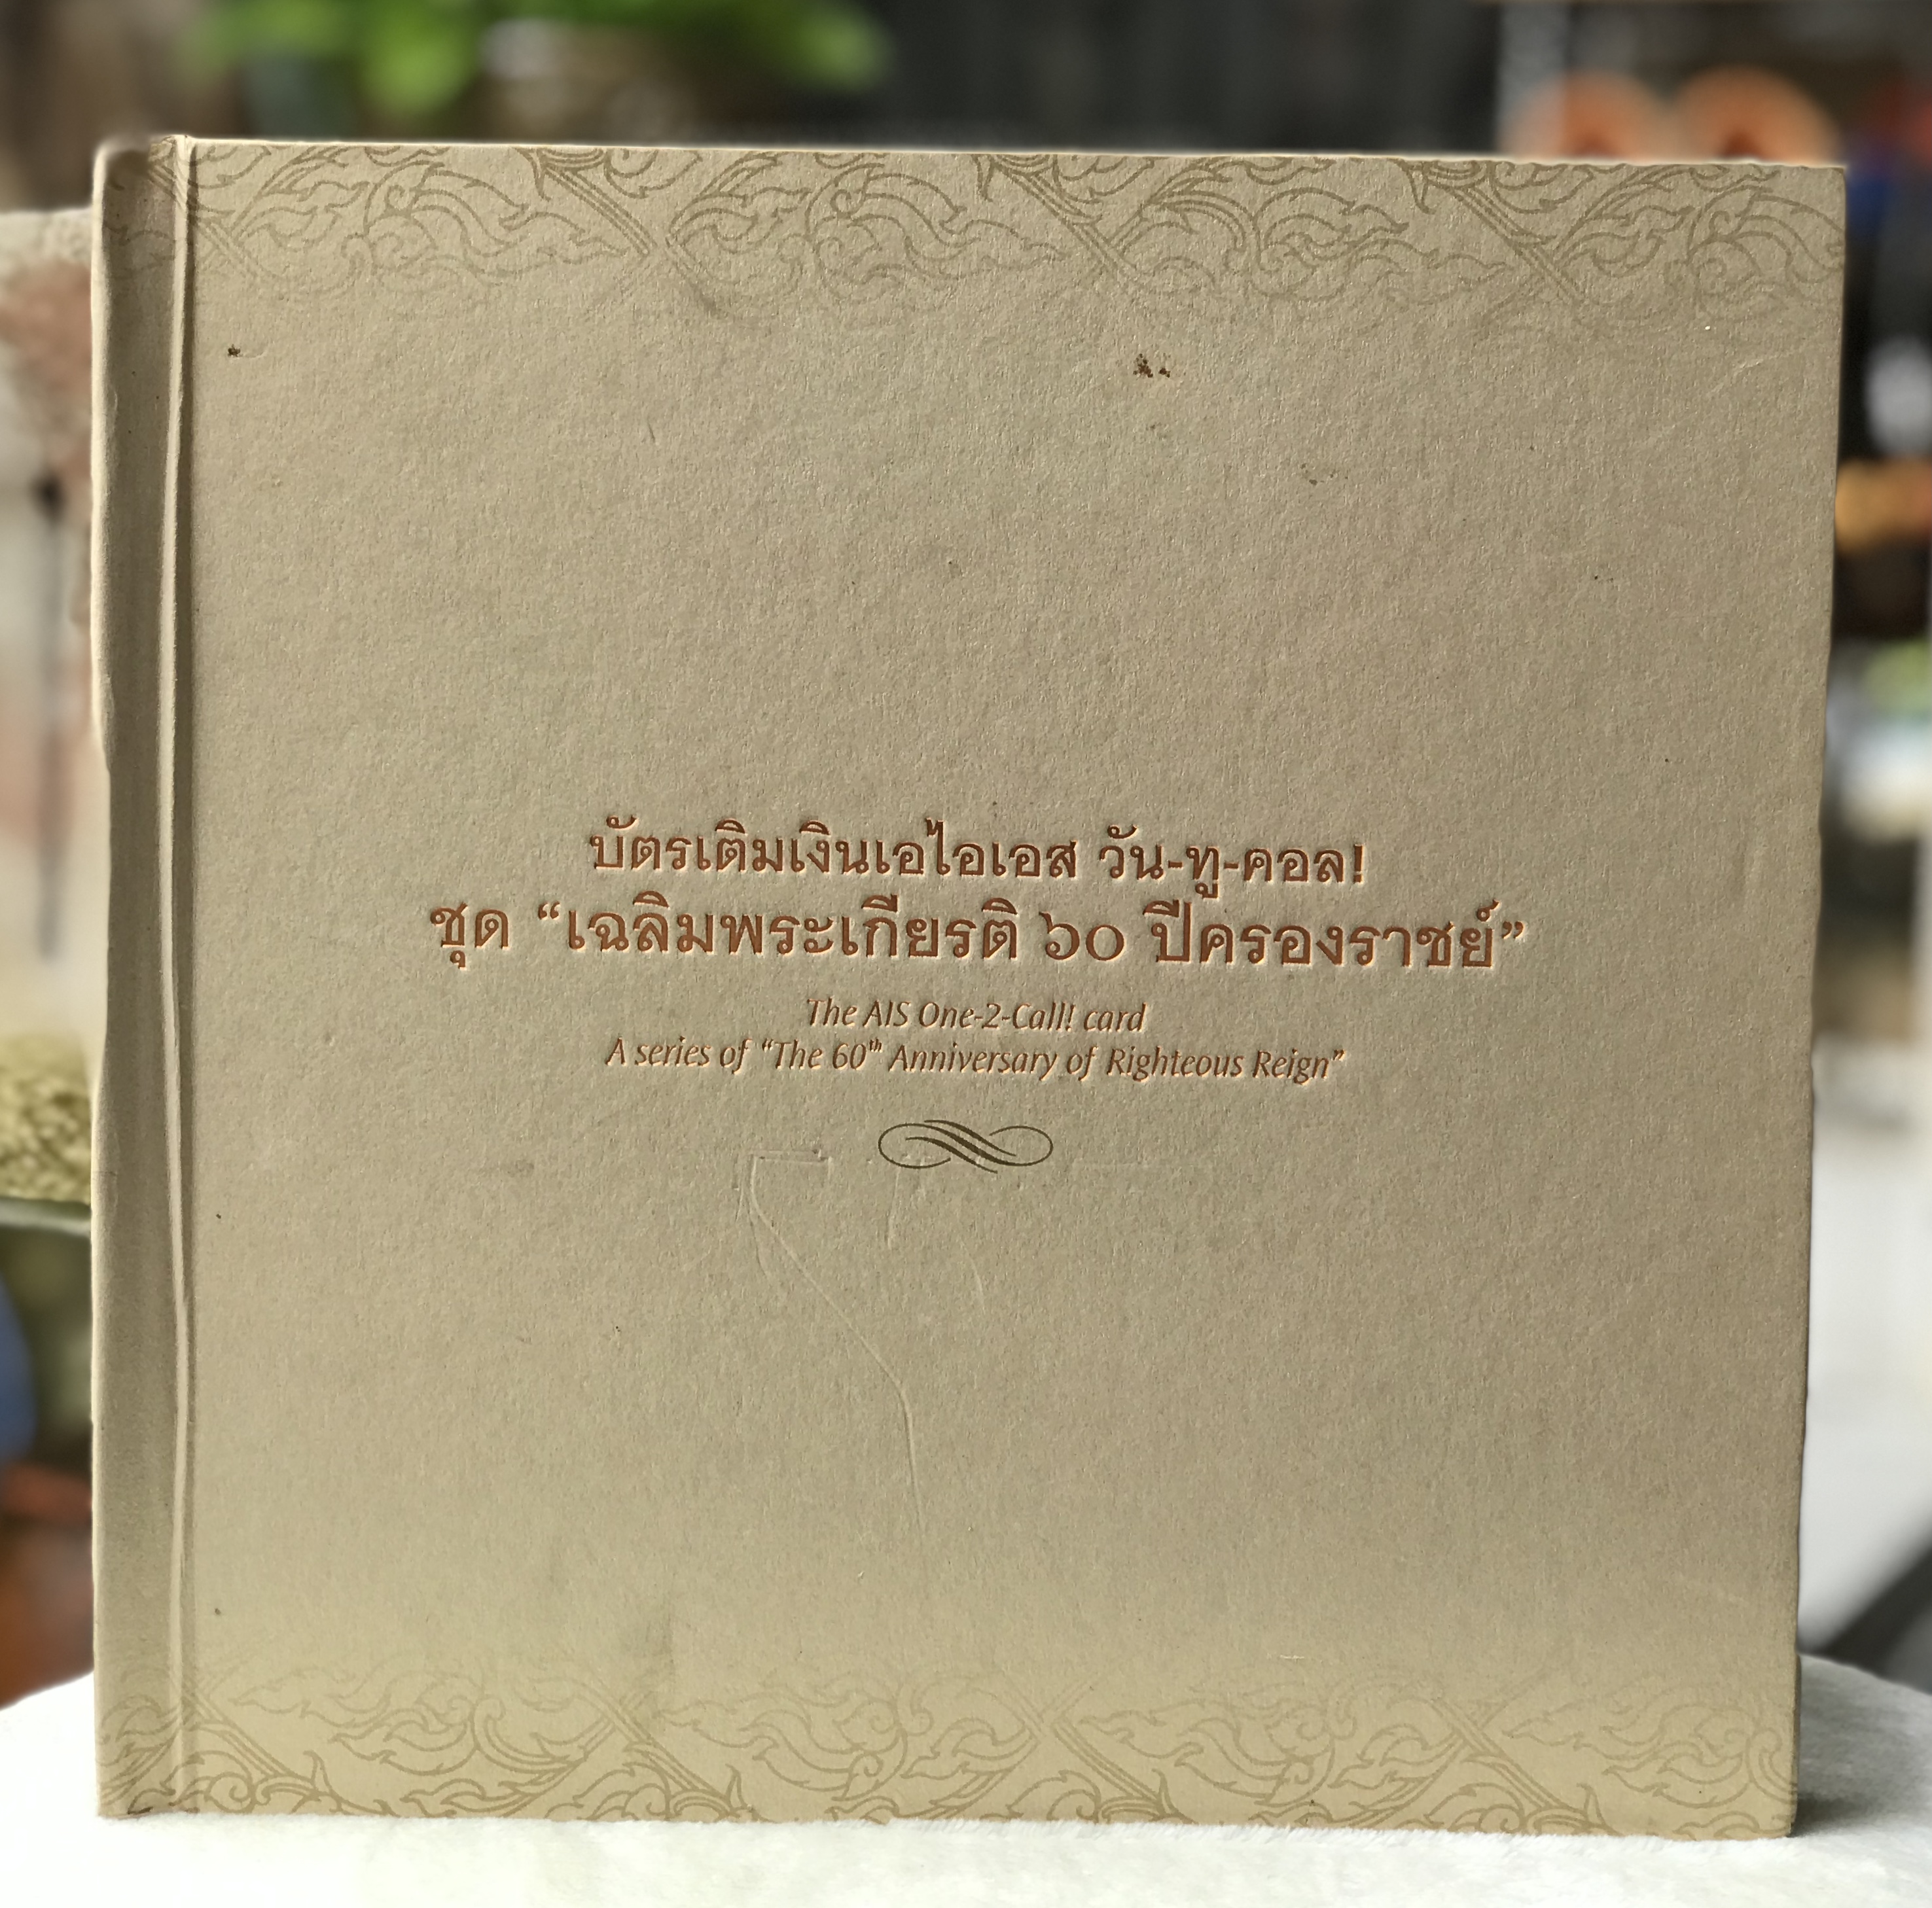 บัตรเติมเงินเอไอเอส วัน-ทู-คอล!
ชุด “เฉลิมพระเกียรติ ๖๐ ปีครองราชย์”
The AIS One-2-Call! card
A series of “The 60th Anniversary of Righteous Reign”